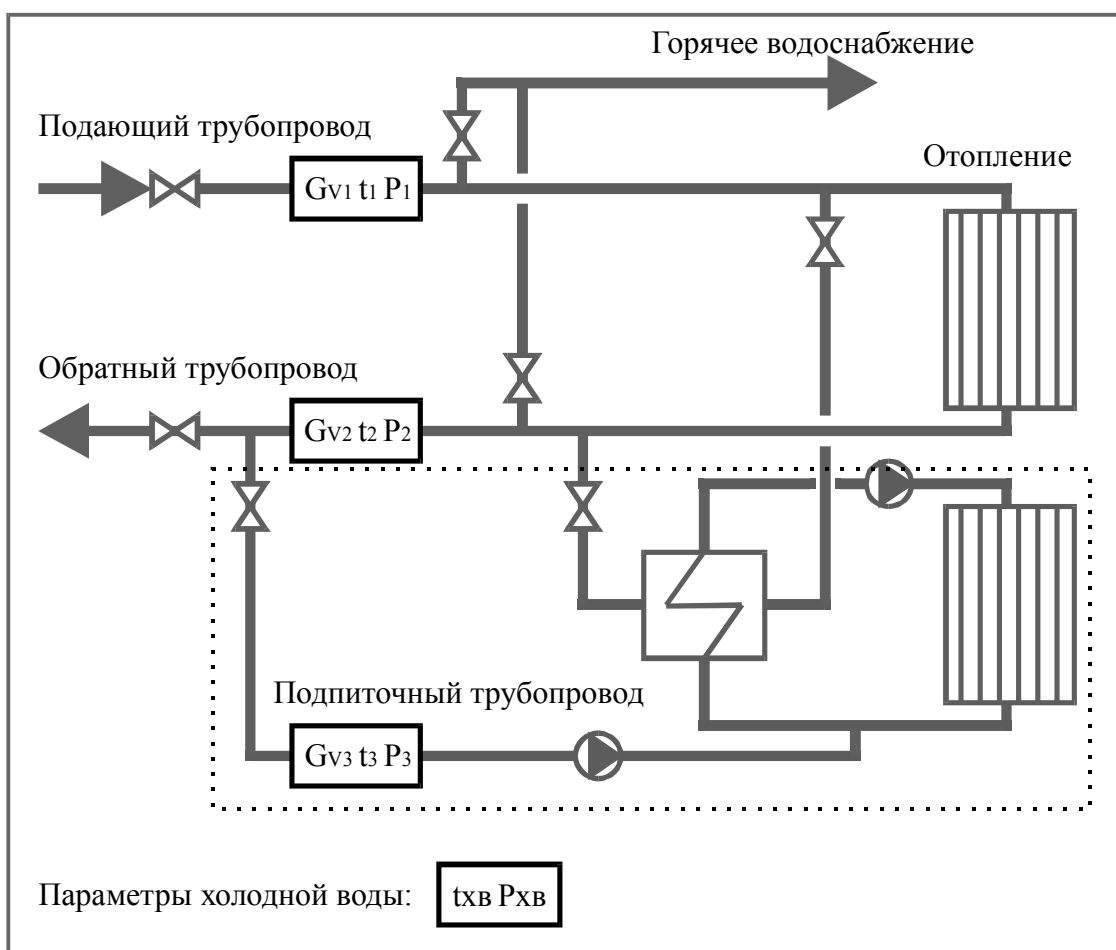 Горячее водоснабжение
Подающий трубопровод
Отопление
GV1 t1 P1
Обратный трубопровод
GV2 t2 P2
Подпиточный трубопровод
GV3 t3 P3
Параметры холодной воды:
tхв Pхв